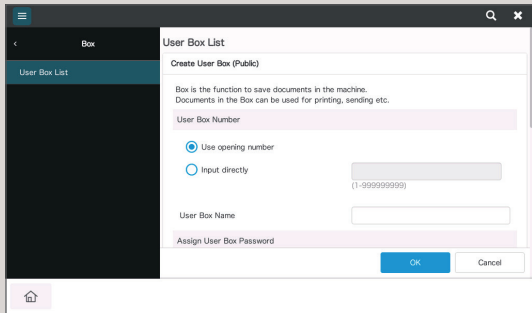 Box
User Box List
User Box List
Create User Box (Public)
Box is the function to save documents in the machine.
Documents in the Box can be used for printing, sending etc.
User Box Number
Use opening number
Input directly
(1-999999999)
User Box Name
Assign User Box Password
OK
Cancel